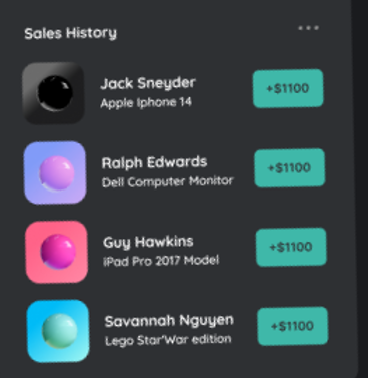 Sales History
Jack Sneyder
Apple Iphone 14
+$1100
Ralph Edwards
Dell Computer Monitor
+$1100
Guy Hawkins
iPad Pro 2017 Model
+$1100
Savannah Nguyen
Lego Star'War edition
+$1100